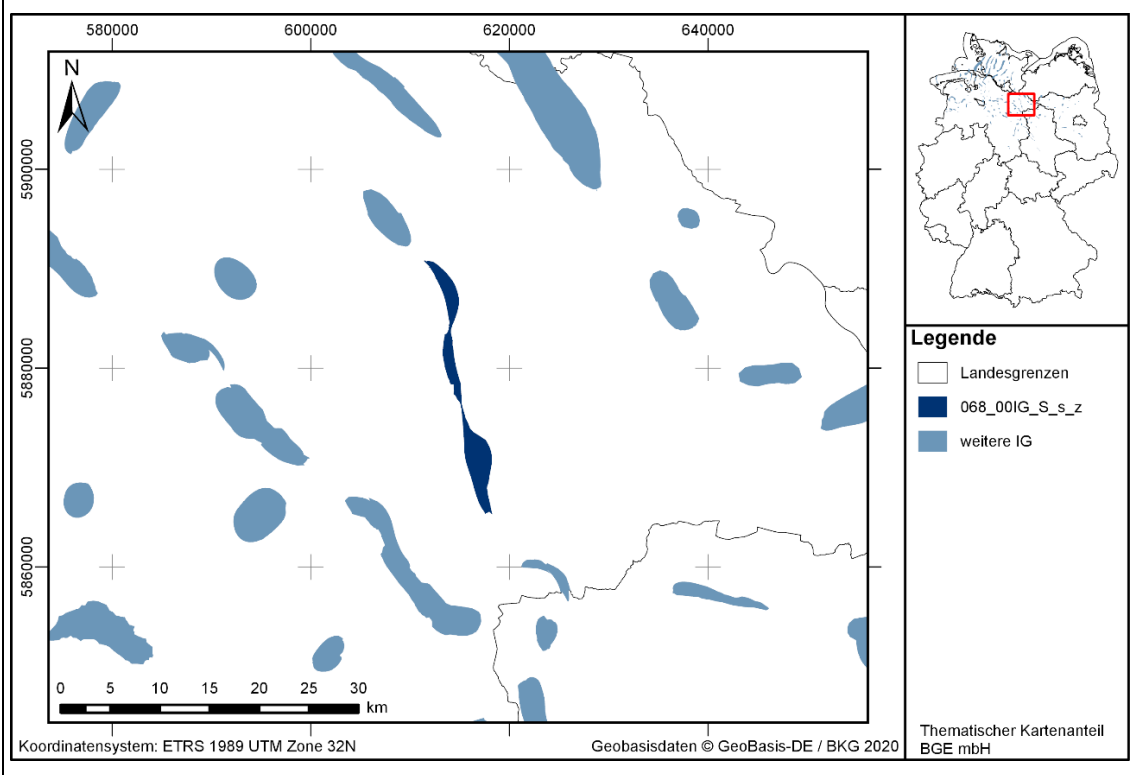 580000 600000 620000 640000
N
5900000
5880000
5860000
0 5 10 15 20 25 30
km
Koordinatensystem: ETRS 1989 UTM Zone 32N
Geobasisdaten © GeoBasis-DE / BKG 2020
Legende
Landesgrenzen
068_00IG_S_s_z
weitere IG
Thematischer Kartenanteil
BGE mbH